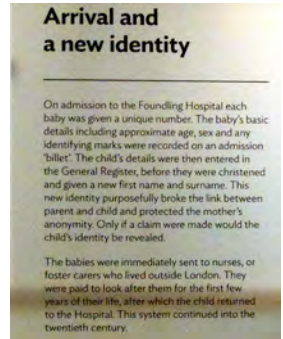 Arrival and
a new identity
On admission to the Foundling Hospital each
baby was given a unique number. The baby's basic
details including approximate age, sex and any
identifying marks were recorded on an admission
'billet'. The child's details were then entered in
the General Register, before they were christened
and given a new first name and surname. This
new identity purposefully broke the link between
parent and child and protected the mother's
anonymity. Only if a claim were made would the
child's identity be revealed.
The babies were immediately sent to nurses, or
foster carers who lived outside London. They
were paid to look after them for the first few
years of their life, after which the child returned
to the Hospital. This system continued into the
twentieth century.